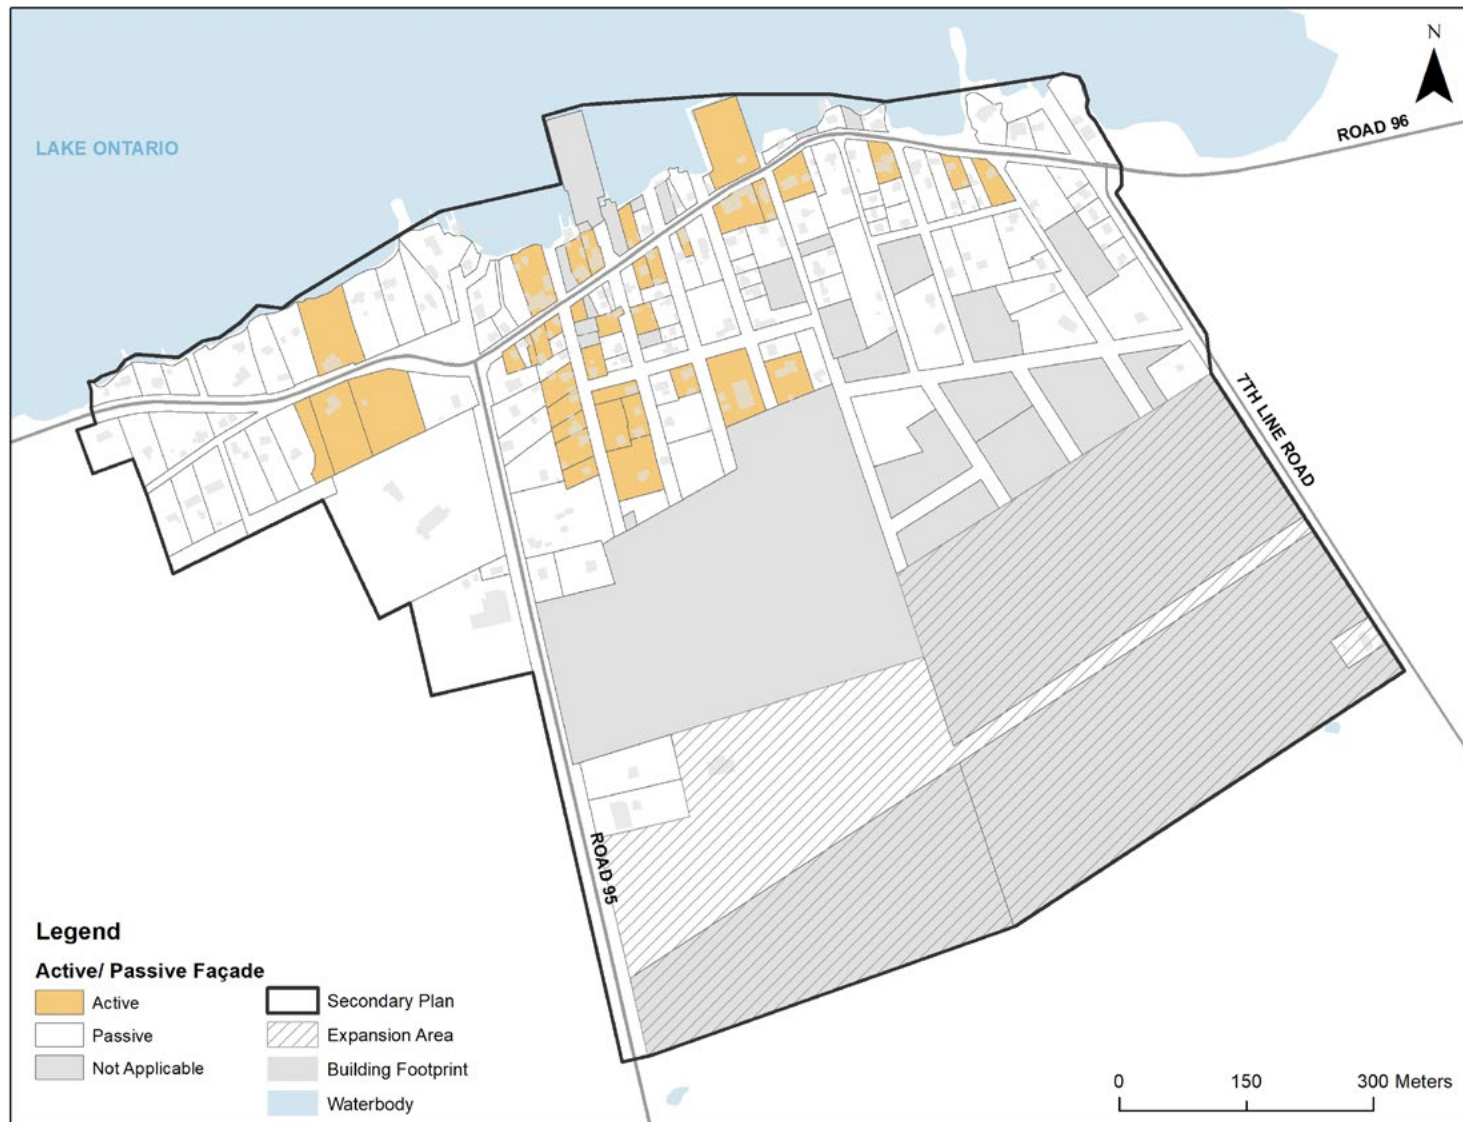 N
ROAD 96
LAKE ONTARIO
7TH LINE ROAD
ROAD 95
Legend
Active/ Passive Façade
Active
Passive
Not Applicable
Secondary Plan
Expansion Area
Building Footprint
Waterbody
0 150 300 Meters